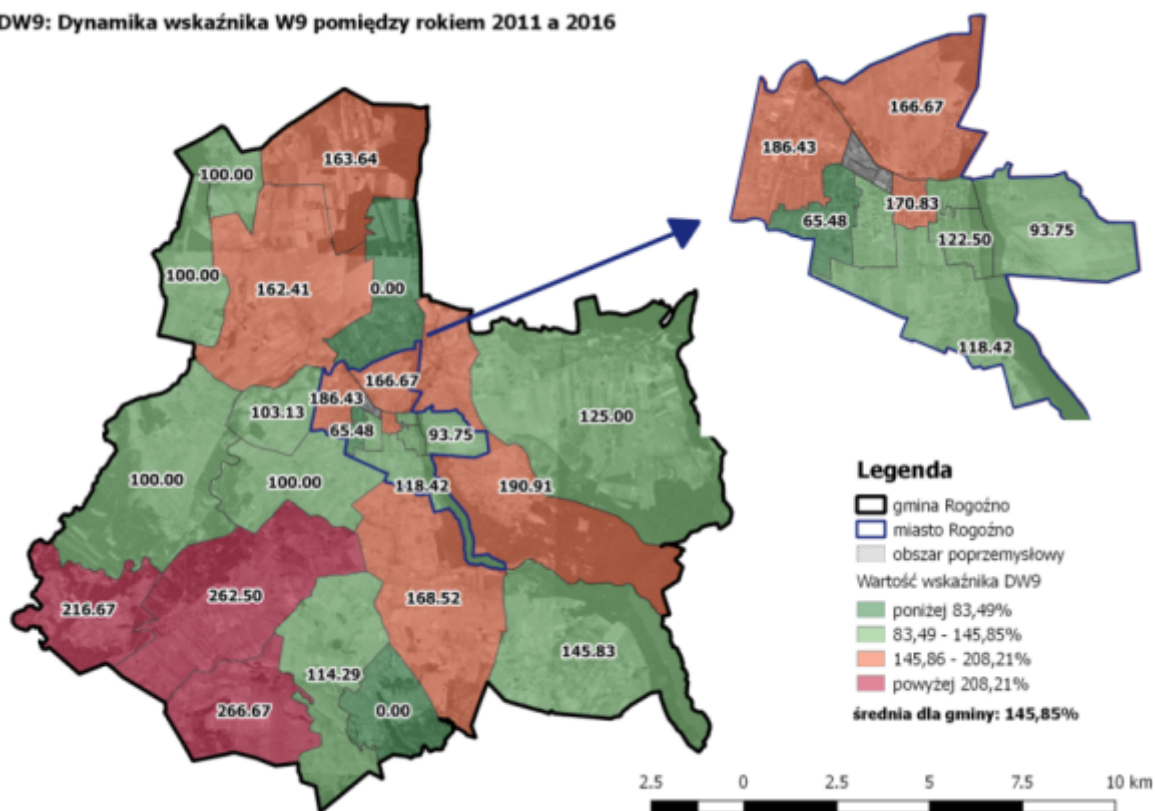 DW9: Dynamika wskaźnika W9 pomiędzy rokiem 2011 a 2016
166.67
186.43
170.83
65.48
122.50
93.75
118.42
163.64
100.00
100.00
162.41
0.00
166.67
186.43
103.13
65.48
93.75
125.00
100.00
100.00
118.42
190.91
216.67
262.50
168.52
145.83
114.29
266.67
0.00
Legenda
gmina Rogoźno
miasto Rogoźno
obszar poprzemysłowy
Wartość wskaźnika DW9
poniżej 83,49%
83,49 - 145,85%
145,86 - 208,21%
powyżej 208,21%
średnia dla gminy: 145,85%
2.5 0 2.5 5 7.5 10 km